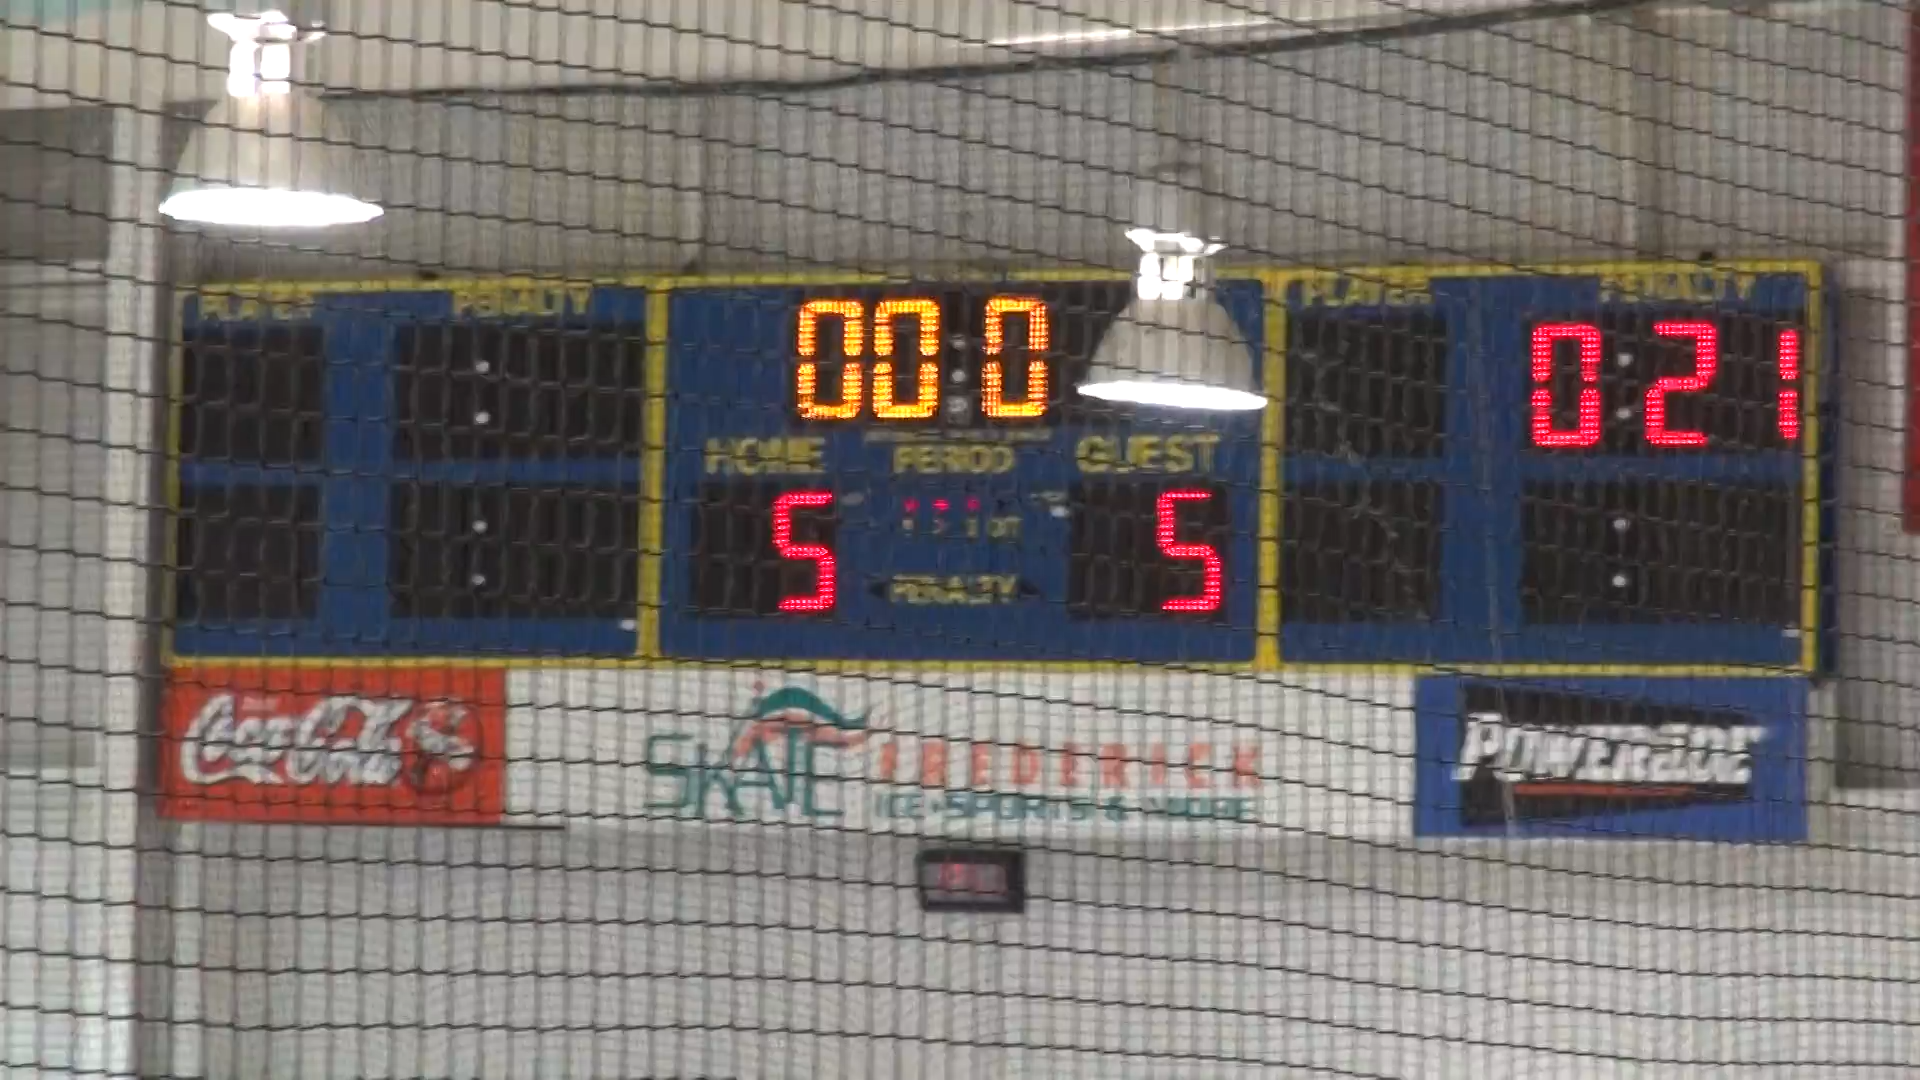 PLAYER PENALTY 00:0 PLAYER PENALTY
0:21
HOME PERIOD GUEST
5 5
PENALTY
Coca-Cola
SKATE FREDERICK
ICE SPORTS &
POWERADE